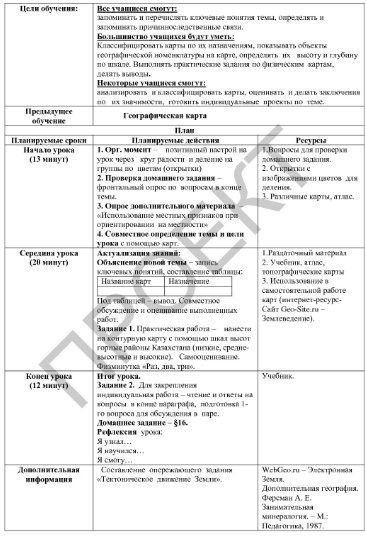 Цели обучения:
Все учащиеся смогут:
запоминать и перечислять ключевые понятия темы, определять и
запоминать причинноследственные связи.
Большинство учащихся будут уметь:
Классифицировать карты по их назначениям, показывать объекты
географической номенклатуры на карте, определять их высоту и глубину
по шкале. Выполнять практические задания по физическим картам,
делать выводы.
Некоторые учащиеся смогут:
анализировать и классифицировать карты, оценивать и делать заключения
по их значимости, готовить индивидуальные проекты по теме.
Предыдущее
обучение
Географическая карта
План
Планируемые сроки
Планируемые действия
Ресурсы
Начало урока
(13 минут)
1. Орг. момент – позитивный настрой на
урок через круг радости и деление на
группы по цветам (открытки)
2. Проверка домашнего задания –
фронтальный опрос по вопросам в конце
темы.
3. Опрос дополнительного материала –
«Использование местных признаков при
ориентировании на местности»
4. Совместное определение темы и цели
урока с помощью карт.
1.Вопросы для проверки
домашнего задания.
2. Открытки с
изображениями цветов для
деления.
3. Различные карты, атлас.
Середина урока
(20 минут)
Актуализация знаний:
Объяснение новой темы – запись
ключевых понятий, составление таблицы:
Название карт
Назначение
Под таблицей – вывод. Совместное
обсуждение и оценивание выполненных
работ.
Задание 1. Практическая работа – нанести
на контурную карту с помощью шкал высот
горные районы Казахстана (низкие, средне-
высотные и высокие). Самооценивание.
Физминутка «Раз, два, три».
1.Раздаточный материал
2. Учебник, атлас,
топографические карты
3. Использование в
самостоятельной работе
карт (интернет-ресурс-
Сайт Geo-Site.ru –
Землеведение).
Конец урока
(12 минут)
Итог урока.
Задание 2. Для закрепления
индивидуальная работа – чтение и ответы на
вопросы в конце параграфа, подготовка 1-
го вопроса для обсуждения в паре.
Домашнее задание – §16.
Рефлексия урока:
Я узнал…
Я научился…
Я смогу…
Учебник.
Дополнительная
информация
Составление опережающего задания
«Тектоническое движение Земли».
WebGeo.ru – Электронная
Земля.
Дополнительная география.
Ферсман А. Е.
Занимательная
минералогия. – М.:
Педагогика, 1987.
ПРОЕКТ